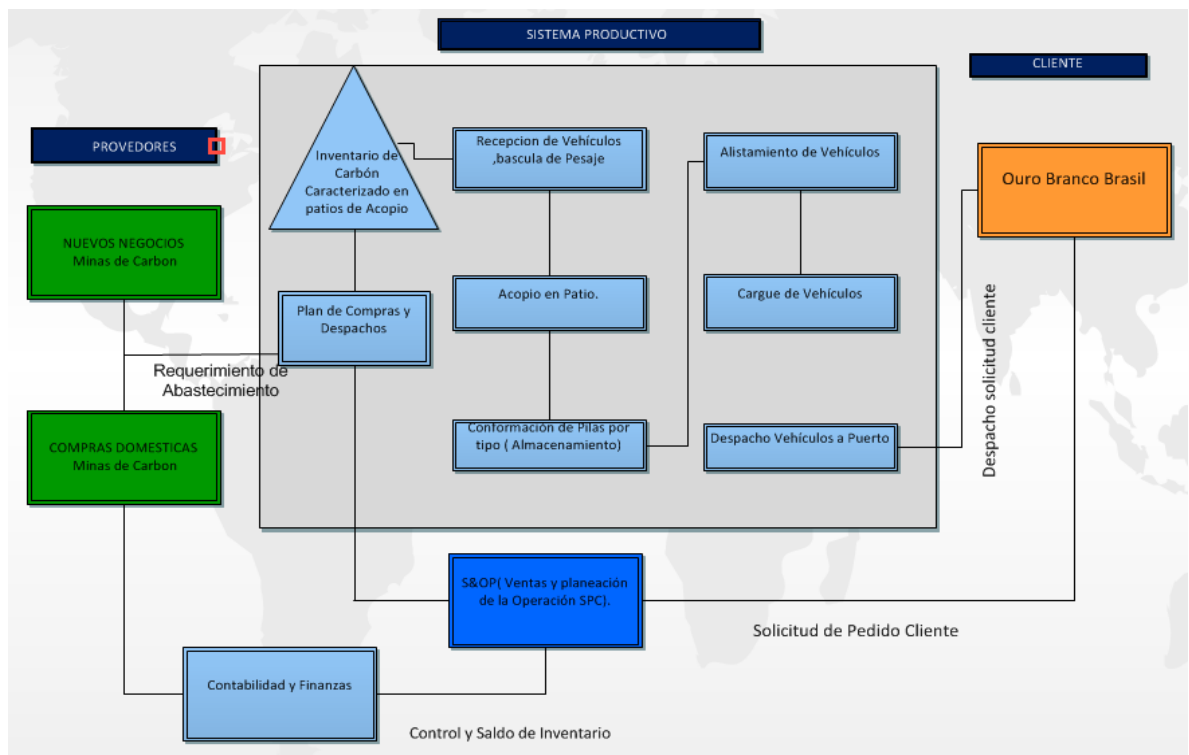 SISTEMA PRODUCTIVO
CLIENTE
PROVEDORES
Inventario de
Carbón
Caracterizado en
patios de Acopio
Recepcion de Vehículos
,bascula de Pesaje
Alistamiento de Vehículos
Ouro Branco Brasil
NUEVOS NEGOCIOS
Minas de Carbon
Plan de Compras y
Despachos
Acopio en Patio.
Cargue de Vehículos
Requerimiento de
Abastecimiento
Despacho solicitud cliente
COMPRAS DOMESTICAS
Minas de Carbon
Conformación de Pilas por
tipo ( Almacenamiento)
Despacho Vehículos a Puerto
S&OP( Ventas y planeación
de la Operación SPC).
Solicitud de Pedido Cliente
Contabilidad y Finanzas
Control y Saldo de Inventario